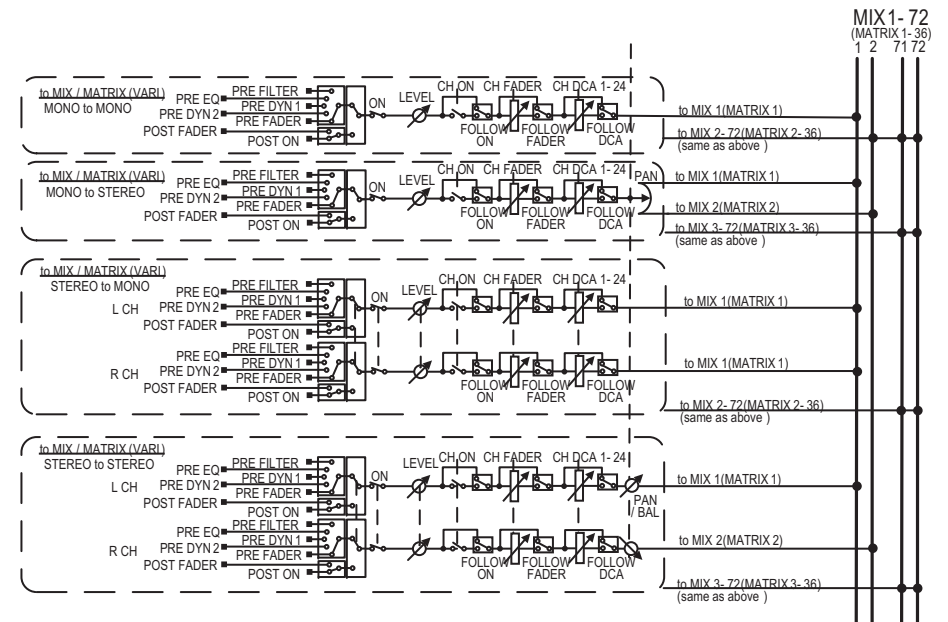 MIX1-72
(MATRIX 1-36)
1 2 71 72
to MIX / MATRIX (VARI)
MONO to MONO
PRE FILTER
PRE EQ
PRE DYN 1
PRE DYN 2
PRE FADER
POST FADER
POST ON
ON
LEVEL
CH ON CH FADER CH DCA 1-24
FOLLOW ON
FOLLOW FADER
FOLLOW DCA
to MIX 1(MATRIX 1)
to MIX 2-72(MATRIX 2-36)
(same as above )
to MIX / MATRIX (VARI)
MONO to STEREO
PRE FILTER
PRE EQ
PRE DYN 1
PRE DYN 2
PRE FADER
POST FADER
POST ON
ON
LEVEL
CH ON CH FADER CH DCA 1-24
FOLLOW ON
FOLLOW FADER
FOLLOW DCA
PAN
to MIX 1(MATRIX 1)
to MIX 2(MATRIX 2)
to MIX 3-72(MATRIX 3-36)
(same as above )
to MIX / MATRIX (VARI)
STEREO to MONO
L CH
PRE FILTER
PRE EQ
PRE DYN 1
PRE DYN 2
PRE FADER
POST FADER
POST ON
ON
LEVEL
CH ON CH FADER CH DCA 1-24
to MIX 1(MATRIX 1)
R CH
PRE FILTER
PRE EQ
PRE DYN 1
PRE DYN 2
PRE FADER
POST FADER
POST ON
FOLLOW ON
FOLLOW FADER
FOLLOW DCA
to MIX 1(MATRIX 1)
to MIX 2-72(MATRIX 2-36)
(same as above )
to MIX / MATRIX (VARI)
STEREO to STEREO
L CH
PRE FILTER
PRE EQ
PRE DYN 1
PRE DYN 2
PRE FADER
POST FADER
POST ON
ON
LEVEL
CH ON CH FADER CH DCA 1-24
PAN
/ BAL
to MIX 1(MATRIX 1)
R CH
PRE FILTER
PRE EQ
PRE DYN 1
PRE DYN 2
PRE FADER
POST FADER
POST ON
FOLLOW ON
FOLLOW FADER
FOLLOW DCA
to MIX 2(MATRIX 2)
to MIX 3-72(MATRIX 3-36)
(same as above )